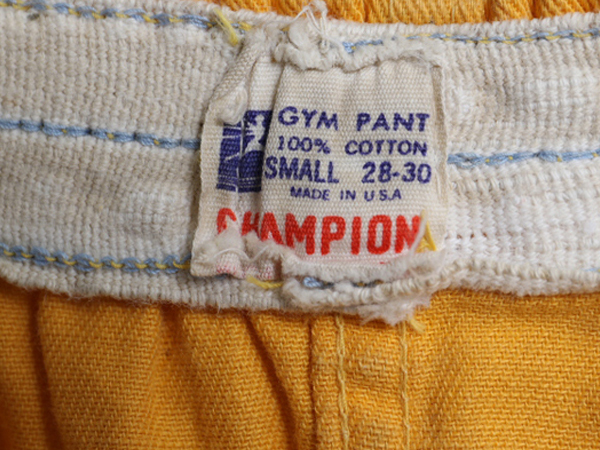 GYM PANT
100% COTTON
SMALL 28-30
MADE IN U.S.A
CHAMPION